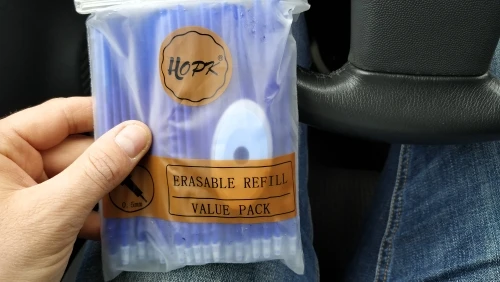 HOPK®
ERASABLE REFILL
VALUE PACK